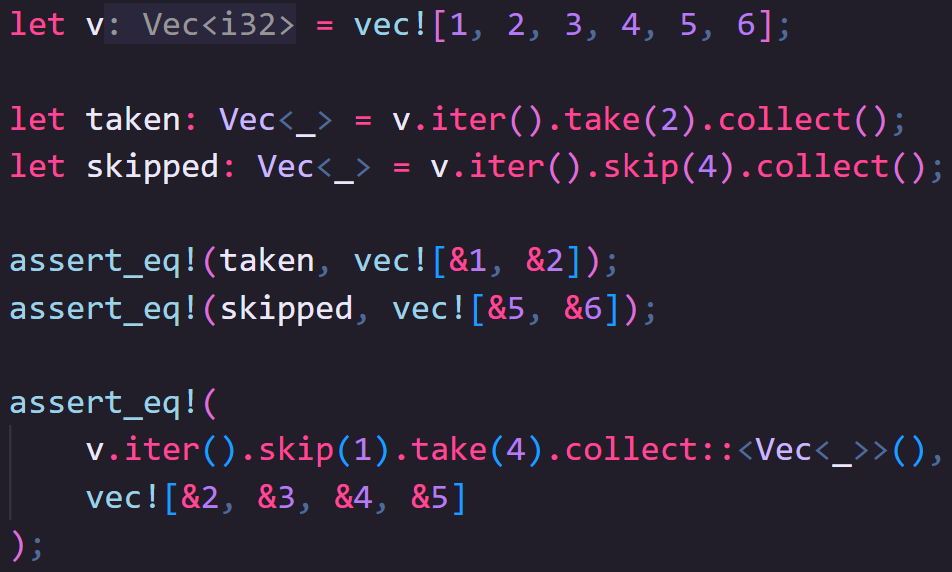 let v: Vec<i32> = vec![1, 2, 3, 4, 5, 6];
let taken: Vec<_> = v.iter().take(2).collect();
let skipped: Vec<_> = v.iter().skip(4).collect();
assert_eq!(taken, vec![&1, &2]);
assert_eq!(skipped, vec![&5, &6]);
assert_eq!(
    v.iter().skip(1).take(4).collect::<Vec<_>>(),
    vec![&2, &3, &4, &5]
);